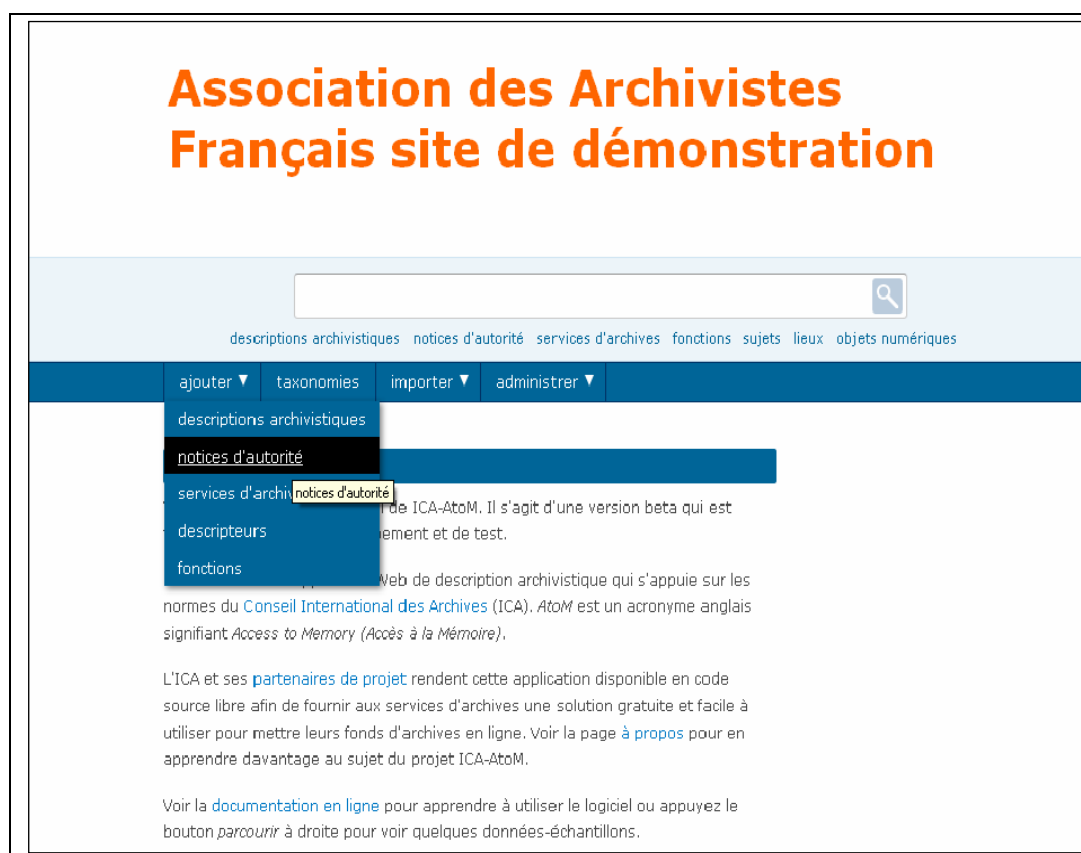 Association des Archivistes
Français site de démonstration
descriptions archivistiques notices d'autorité services d'archives fonctions sujets lieux objets numériques
ajouter ▼ taxonomies importer ▼ administrer ▼
descriptions archivistiques
notices d'autorité
services d'archiv
notices d'autorité
de ICA-AtoM. Il s'agit d'une version beta qui est
descripteurs
ement et de test.
fonctions
Web de description archivistique qui s'appuie sur les
normes du Conseil International des Archives (ICA). AtoM est un acronyme anglais
signifiant Access to Memory (Accès à la Mémoire).
L'ICA et ses partenaires de projet rendent cette application disponible en code
source libre afin de fournir aux services d'archives une solution gratuite et facile à
utiliser pour mettre leurs fonds d'archives en ligne. Voir la page à propos pour en
apprendre davantage au sujet du projet ICA-AtoM.
Voir la documentation en ligne pour apprendre à utiliser le logiciel ou appuyez le
bouton parcourir à droite pour voir quelques données-échantillons.